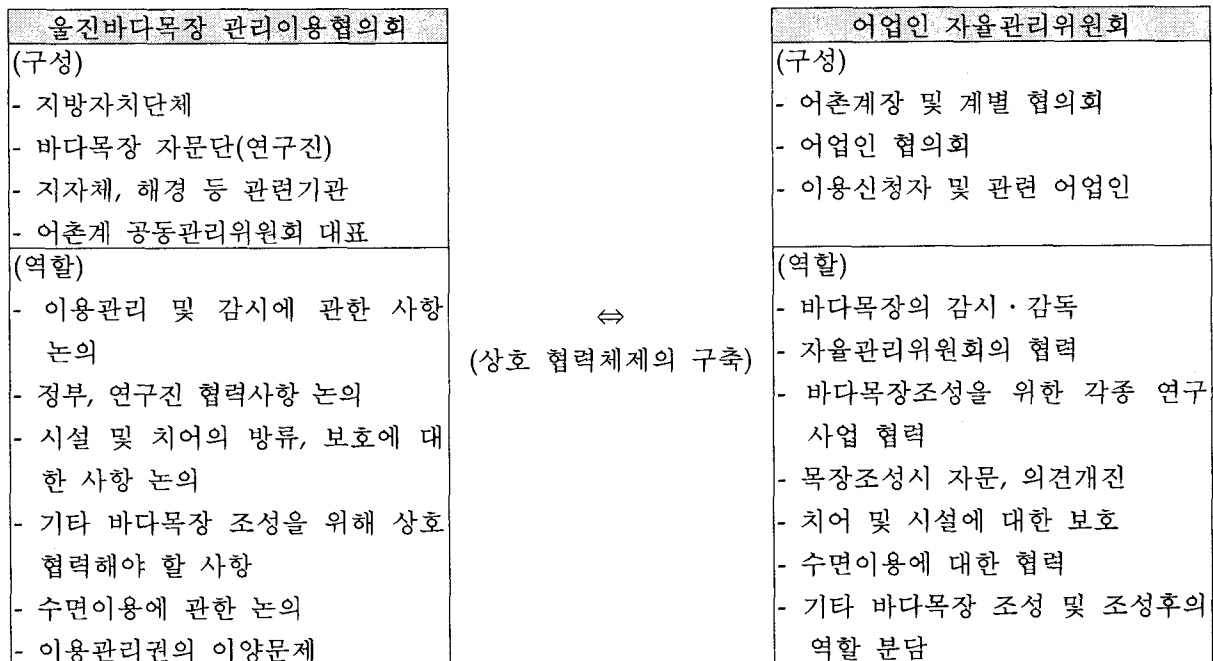 울진바다목장 관리이용협의회
(구성)
- 지방자치단체
- 바다목장 자문단(연구진)
- 지자체, 해경 등 관련기관
- 어촌계 공동관리위원회 대표
(역할)
- 이용관리 및 감시에 관한 사항
논의
- 정부, 연구진 협력사항 논의
- 시설 및 치어의 방류, 보호에 대
한 사항 논의
- 기타 바다목장 조성을 위해 상호
협력해야 할 사항
- 수면이용에 관한 논의
- 이용관리권의 이양문제
⇔
(상호 협력체제의 구축)
어업인 자율관리위원회
(구성)
- 어촌계장 및 계별 협의회
- 어업인 협의회
- 이용신청자 및 관련 어업인
(역할)
- 바다목장의 감시・감독
- 자율관리위원회의 협력
- 바다목장조성을 위한 각종 연구
사업 협력
- 목장조성시 자문, 의견개진
- 치어 및 시설에 대한 보호
- 수면이용에 대한 협력
- 기타 바다목장 조성 및 조성후의
역할 분담